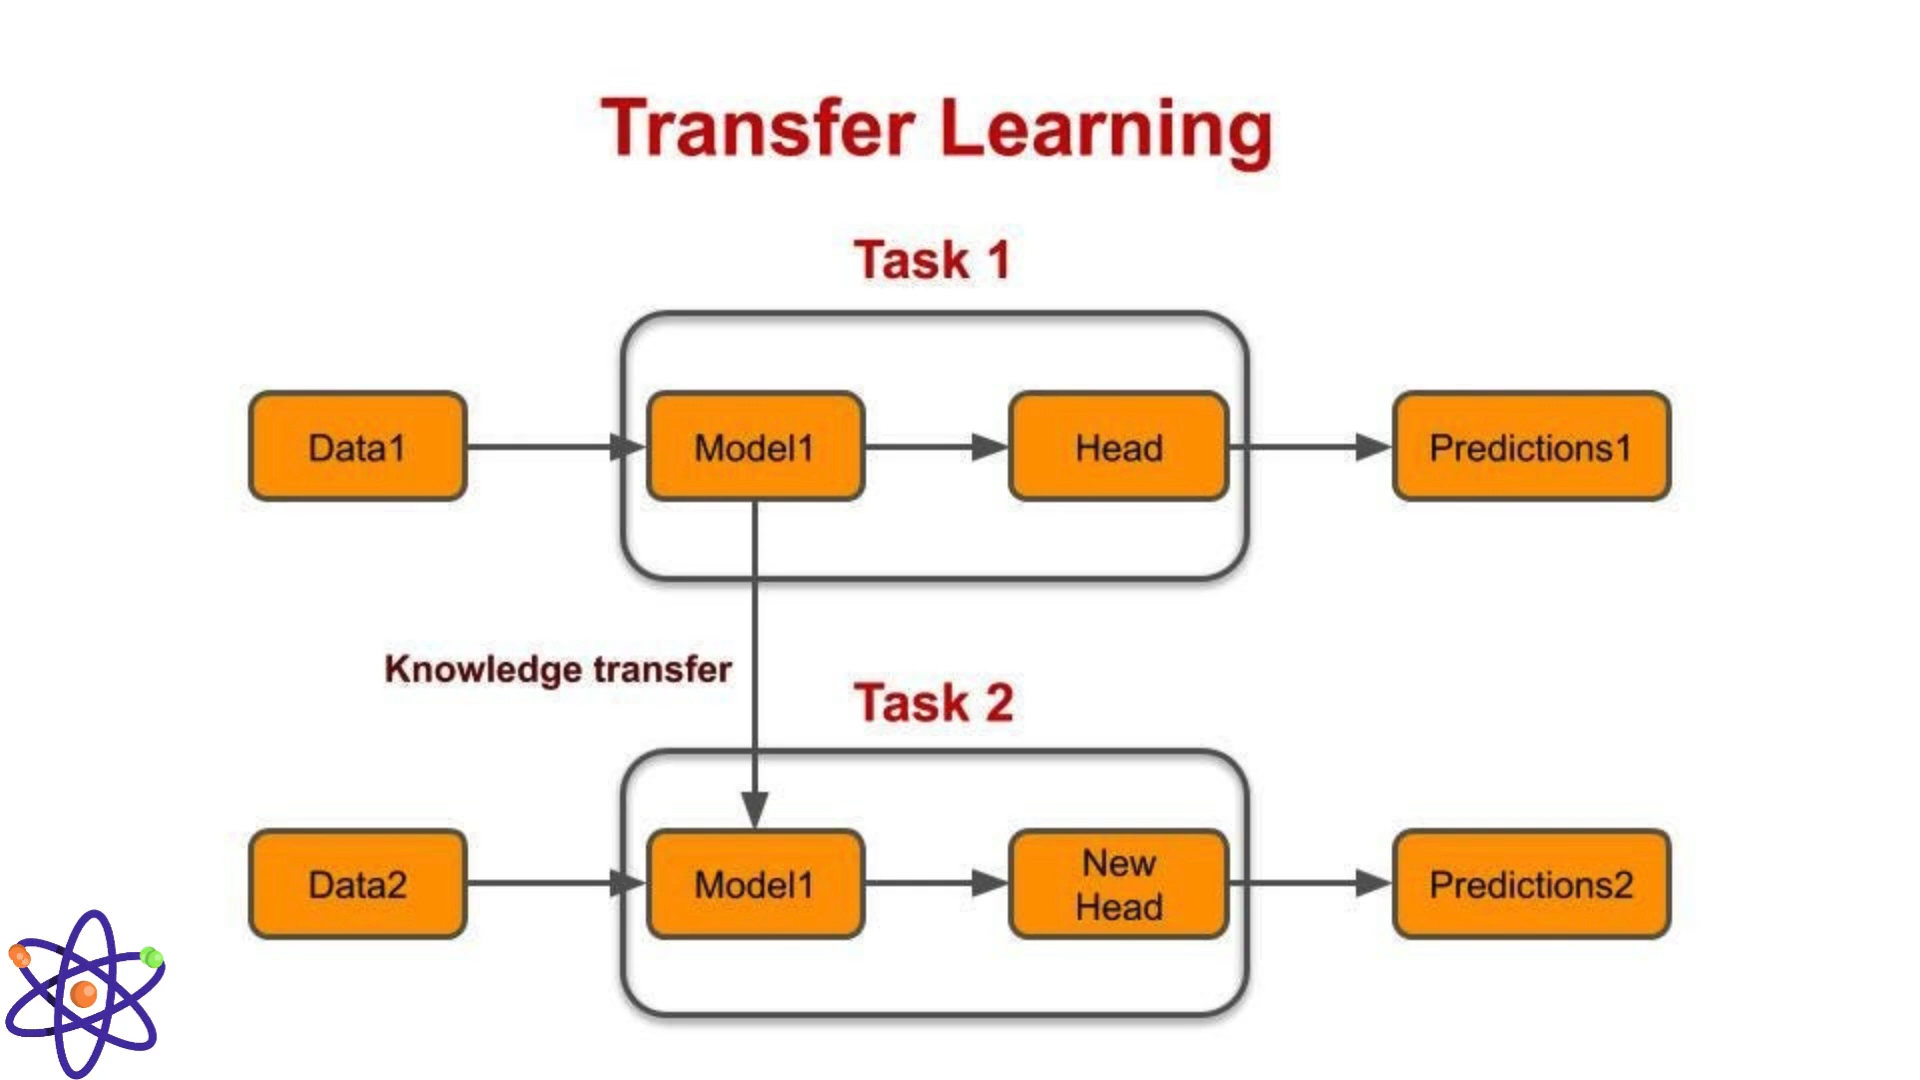 Transfer Learning
Task 1
Data1
Model1
Head
Predictions1
Knowledge transfer
Task 2
Data2
Model1
New
Head
Predictions2